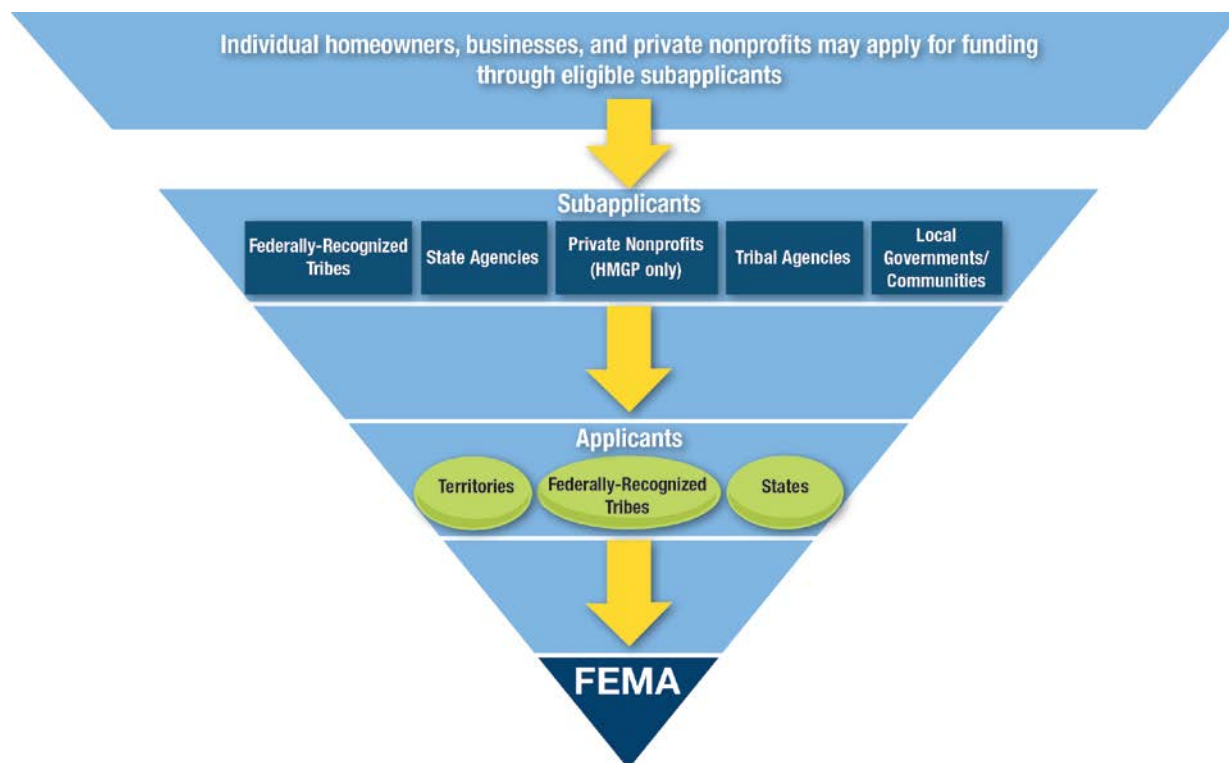 Individual homeowners, businesses, and private nonprofits may apply for funding
through eligible subapplicants
Subapplicants
Federally-Recognized
Tribes
State Agencies
Private Nonprofits
(HMGP only)
Tribal Agencies
Local
Governments/
Communities
Applicants
Territories
Federally-Recognized
Tribes
States
FEMA